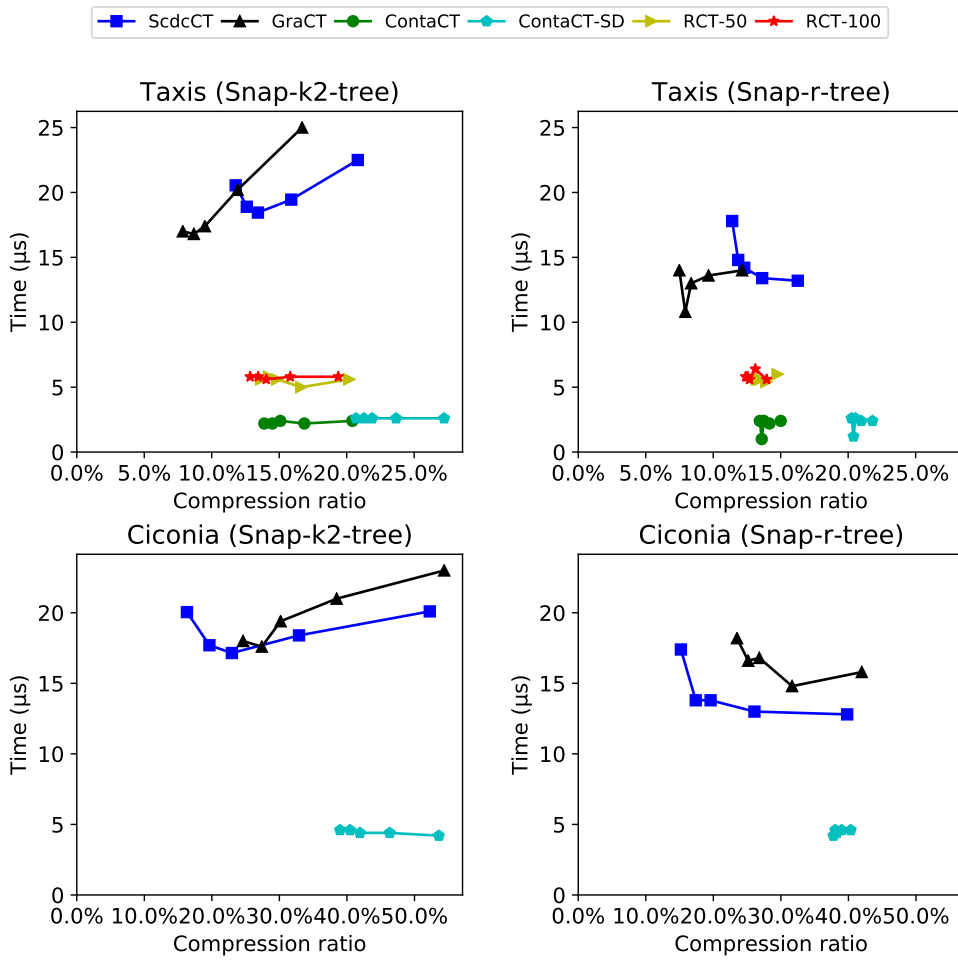 ScdcCT GraCT ContaCT ContaCT-SD RCT-50 RCT-100
Taxis (Snap-k2-tree)
25
20
15
10
5
0
Time (µs)
0.0% 10.0% 15.0% 20.0% 25.0%
Compression ratio
Taxis (Snap-r-tree)
25
20
15
10
5
0
Time (µs)
0.0% 5.0% 10.0% 15.0% 20.0% 25.0%
Compression ratio
Ciconia (Snap-k2-tree)
20
15
10
5
0
Time (µs)
0.0% 10.0% 20.0% 30.0% 40.0% 50.0%
Compression ratio
Ciconia (Snap-r-tree)
20
15
10
5
0
Time (µs)
0.0% 10.0% 20.0% 30.0% 40.0% 50.0%
Compression ratio